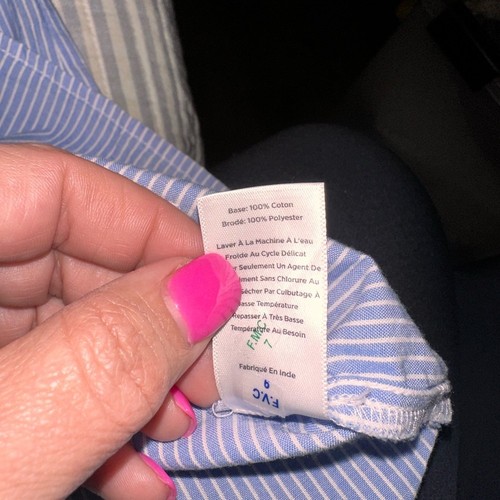 Base: 100% Coton
Brodé: 100% Polyester
Laver À La Machine À L'eau
Froide Au Cycle Délicat
Seulement Un Agent De
Sans Chlorure Au
Sécher Par Culbutage À
Basse Température
Repasser À Très Basse
Température Au Besoin
F.M.C.
7
Fabriqué En Inde
F.V.C